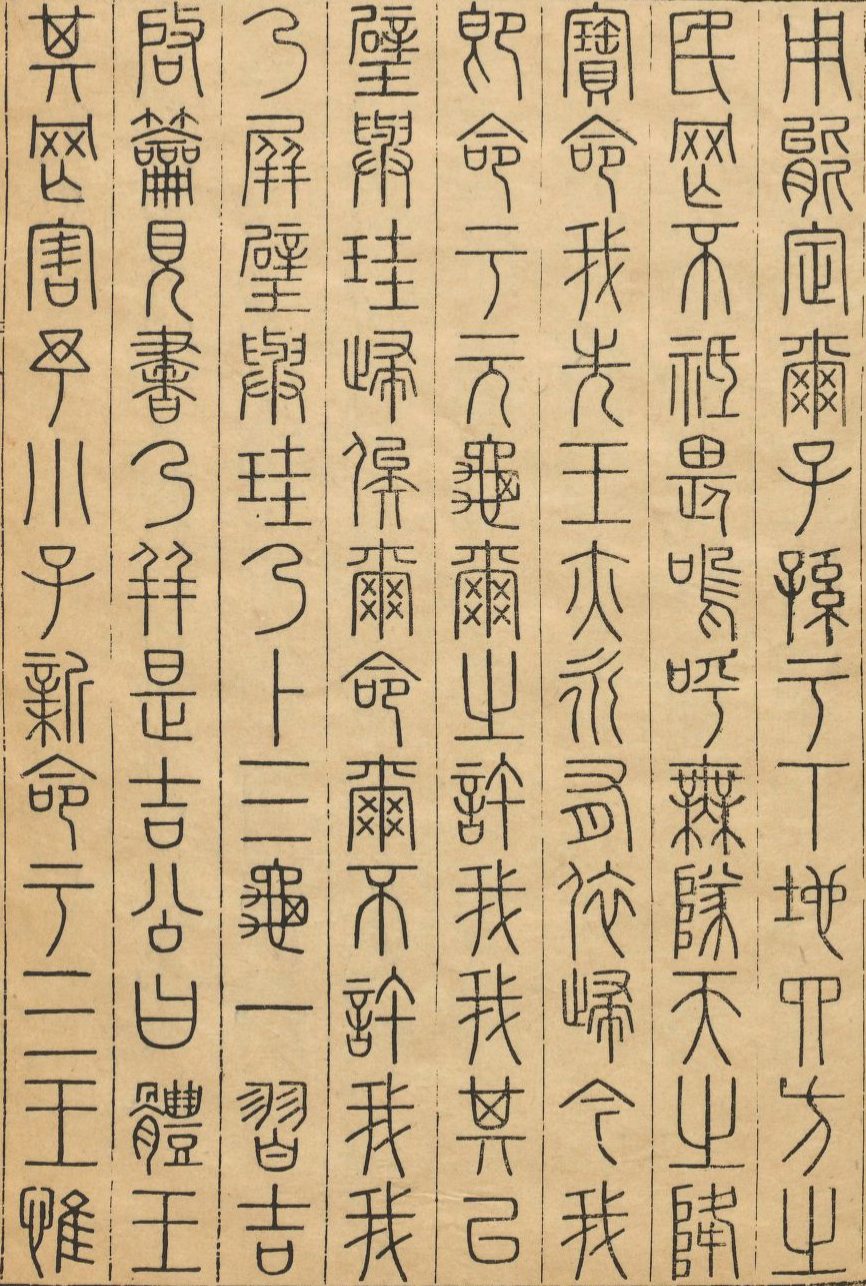 用能定爾子孫于下地四方之
民罔不祗畏嗚呼無隊天之降
寶命我先王亦永有依歸今我
即命于元龜爾之許我我其以
璧與珪歸俟爾命爾不許我我
乃屏璧與珪乃卜三龜一習吉
啓籥見書乃幷是吉公曰體王
其罔害予小子新命于三王惟